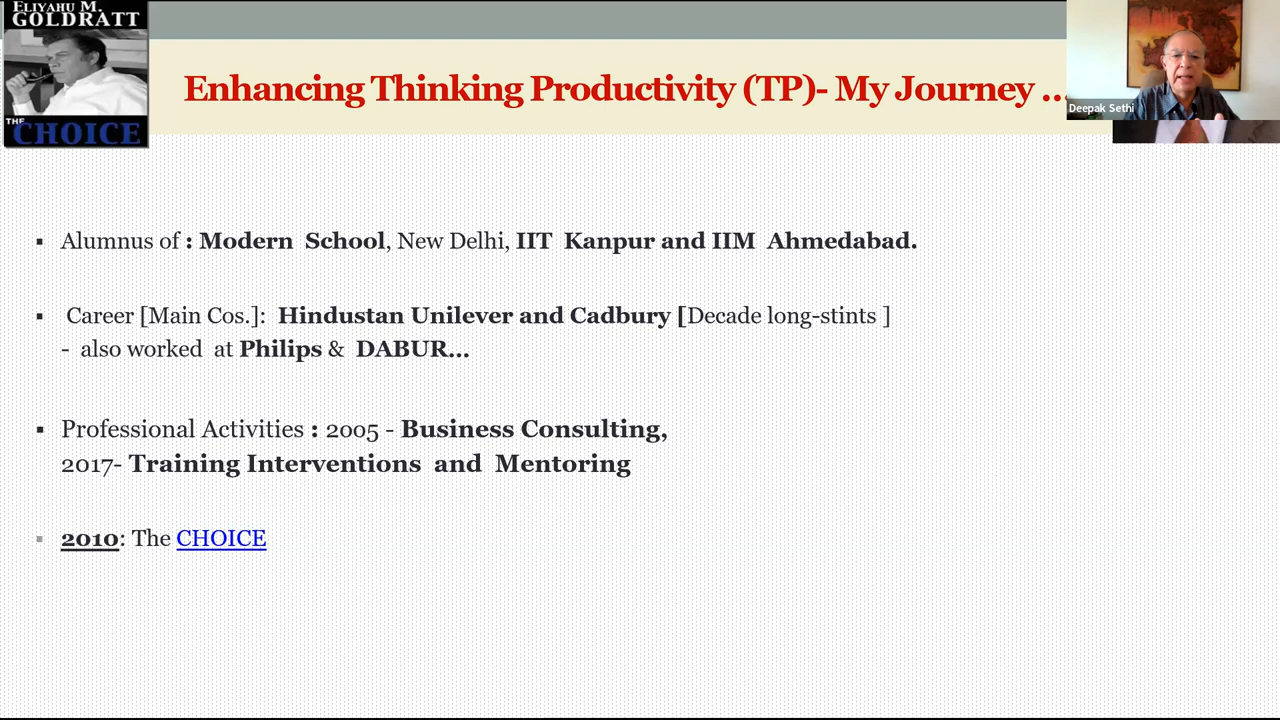 ELIYAHU M.
GOLDRATT
THE
CHOICE
Enhancing Thinking Productivity (TP)- My Journey ...
Deepak Sethi
▪ Alumnus of : Modern School, New Delhi, IIT Kanpur and IIM Ahmedabad.
▪ Career [Main Cos.]: Hindustan Unilever and Cadbury [Decade long-stints ]
- also worked at Philips & DABUR...
▪ Professional Activities : 2005 - Business Consulting,
2017- Training Interventions and Mentoring
▪ 2010: The CHOICE